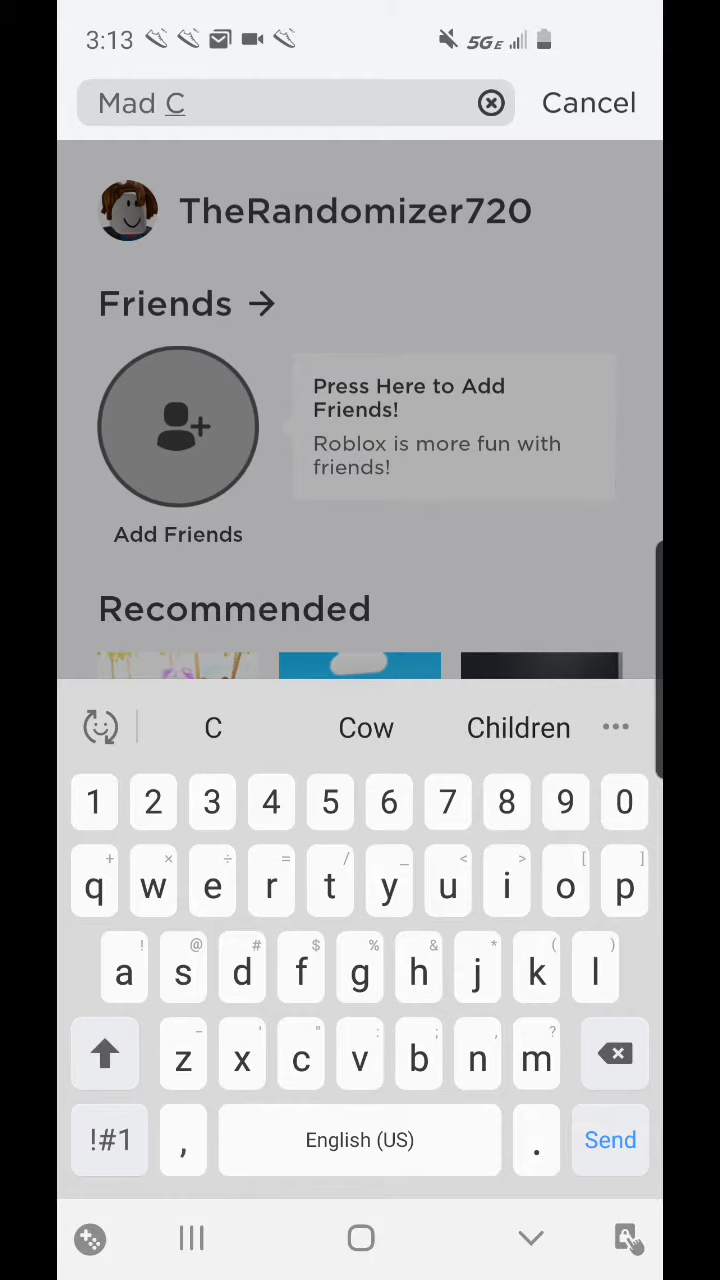 3:13
5GE
Mad C
Cancel
TheRandomizer720
Friends →
Press Here to Add
Friends!
Roblox is more fun with
friends!
Add Friends
Recommended
C Cow Children
1 2 3 4 5 6 7 8 9 0
+ × ÷ = / _ < > [ ]
q w e r t y u i o p
! @ # $ % & * ( )
a s d f g h j k l
- ' " : ; , ?
z x c v b n m
!#1 , English (US) . Send